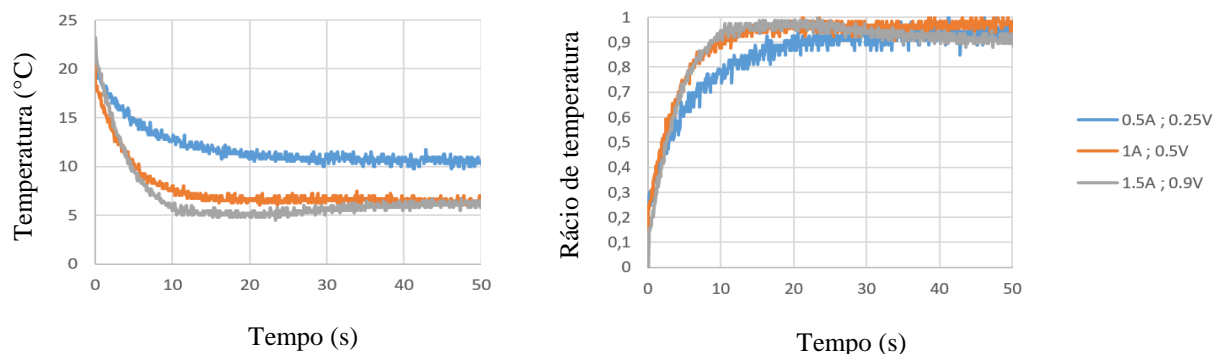 Temperatura (°C)
25
20
15
10
5
0
0 10 20 30 40 50
Tempo (s)
Rácio de temperatura
1
0,9
0,8
0,7
0,6
0,5
0,4
0,3
0,2
0,1
0
0 10 20 30 40 50
Tempo (s)
0.5A ; 0.25V
1A ; 0.5V
1.5A ; 0.9V